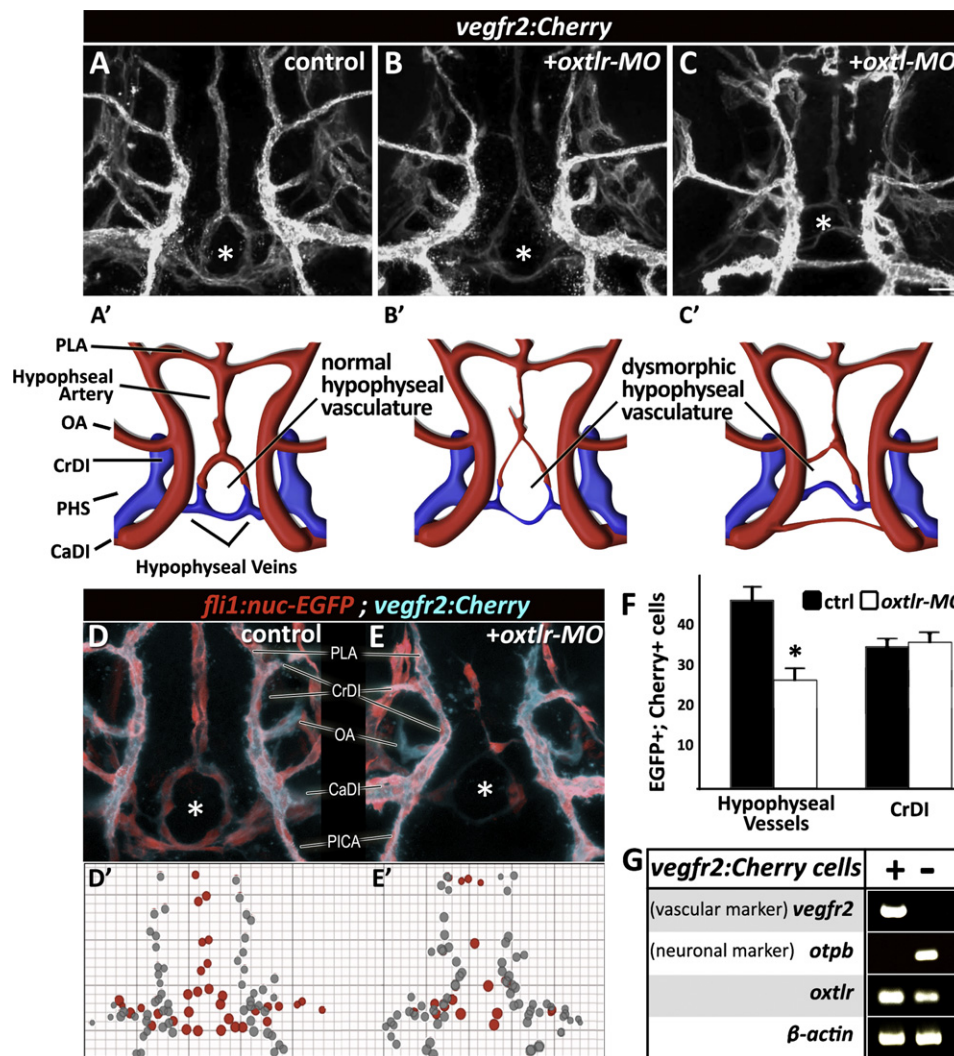 vegfr2:Cherry
A control
B +oxtlr-MO
C +oxtl-MO
*
*
*
A'
B'
C'
PLA
Hypophseal
Artery
OA
CrDI
PHS
CaDI
normal
hypophyseal
vasculature
dysmorphic
hypophyseal
vasculature
Hypophyseal Veins
fli1:nuc-EGFP ; vegfr2:Cherry
D control
E +oxtlr-MO
PLA
CrDI
OA
CaDI
PICA
*
*
D'
E'
F
ctrl oxtlr-MO
EGFP+; Cherry+ cells
40
30
20
10
*
Hypophyseal
Vessels
CrDI
G
vegfr2:Cherry cells + -
(vascular marker) vegfr2
(neuronal marker) otpb
oxtlr
β-actin